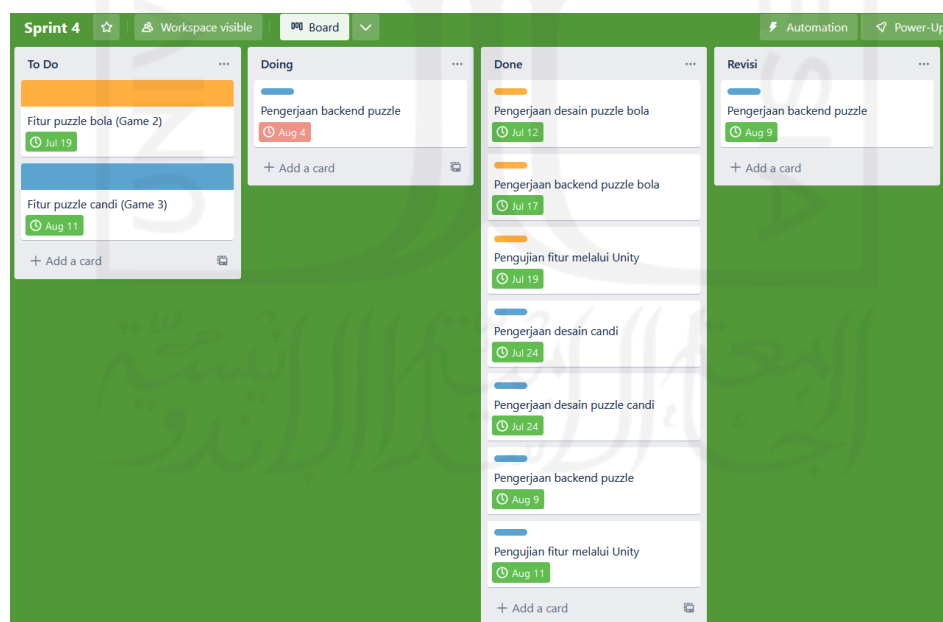 Sprint 4
Workspace visible
Board
Automation
Power-Up
To Do
Fitur puzzle bola (Game 2)
Jul 19
Fitur puzzle candi (Game 3)
Aug 11
+ Add a card
Doing
Pengerjaan backend puzzle
Aug 4
+ Add a card
Done
Pengerjaan desain puzzle bola
Jul 12
Pengerjaan backend puzzle bola
Jul 17
Pengujian fitur melalui Unity
Jul 19
Pengerjaan desain candi
Jul 24
Pengerjaan desain puzzle candi
Jul 24
Pengerjaan backend puzzle
Aug 9
Pengujian fitur melalui Unity
Aug 11
+ Add a card
Revisi
Pengerjaan backend puzzle
Aug 9
+ Add a card